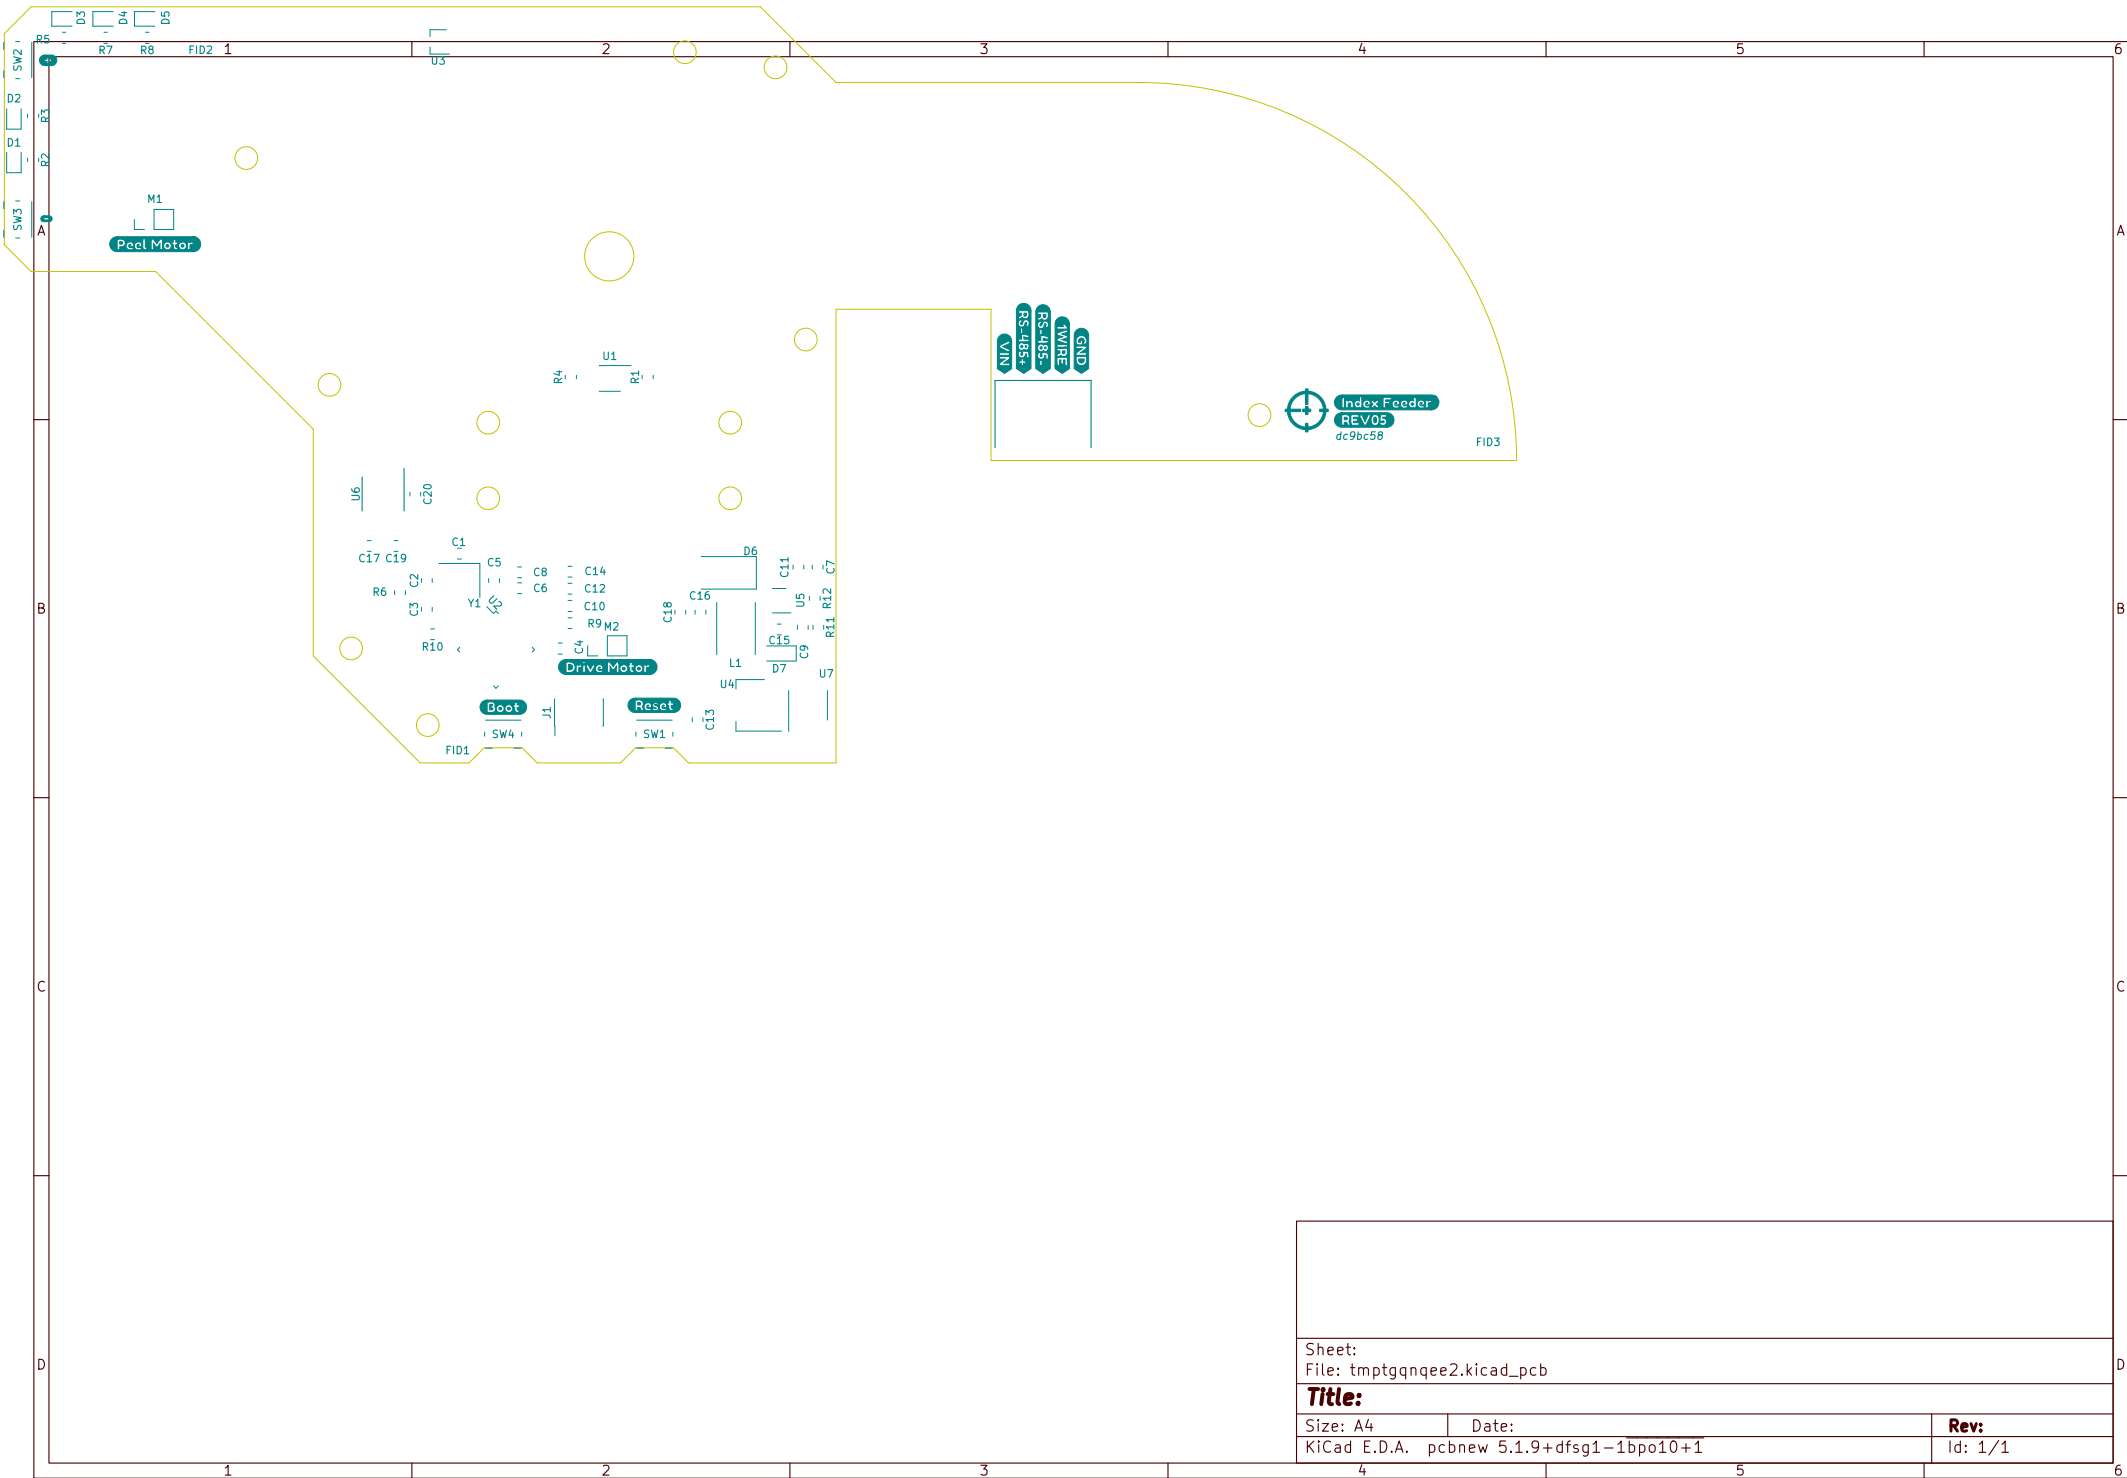 D3
D4
D5
R5
R7
R8
FID2
1
2
3
4
5
6
SW2
+
U3
D2
R3
D1
R2
M1
SW3
A
A
Peel Motor
VIN
RS-485+
RS-485-
1WIRE
GND
U1
R4
R1
Index Feeder
REV05
dc9bc58
FID3
U6
C20
C1
C17
C19
C5
C8
C14
D6
C11
C7
C2
C6
C12
R6
Y1
U2
C10
C16
U5
R12
C3
C18
B
B
R9
M2
R11
R10
C4
C15
C9
Drive Motor
L1
D7
U7
U4
Boot
J1
Reset
C13
SW4
SW1
FID1
C
C
Sheet:
File: tmptgqnqee2.kicad_pcb
D
D
Title:
Size: A4
Date:
Rev:
KiCad E.D.A. pcbnew 5.1.9+dfsg1-1bpo10+1
Id: 1/1
1
2
3
4
5
6